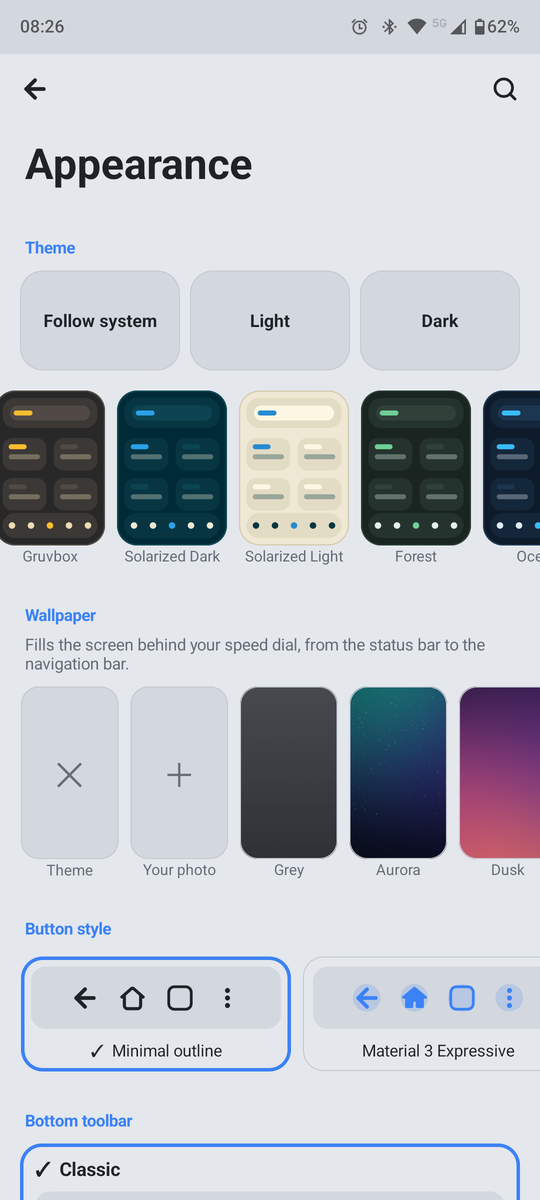 08:26
5G
62%
Appearance
Theme
Follow system
Light
Dark
Gruvbox
Solarized Dark
Solarized Light
Forest
Oce
Wallpaper
Fills the screen behind your speed dial, from the status bar to the
navigation bar.
Theme
Your photo
Grey
Aurora
Dusk
Button style
✓ Minimal outline
Material 3 Expressive
Bottom toolbar
✓ Classic